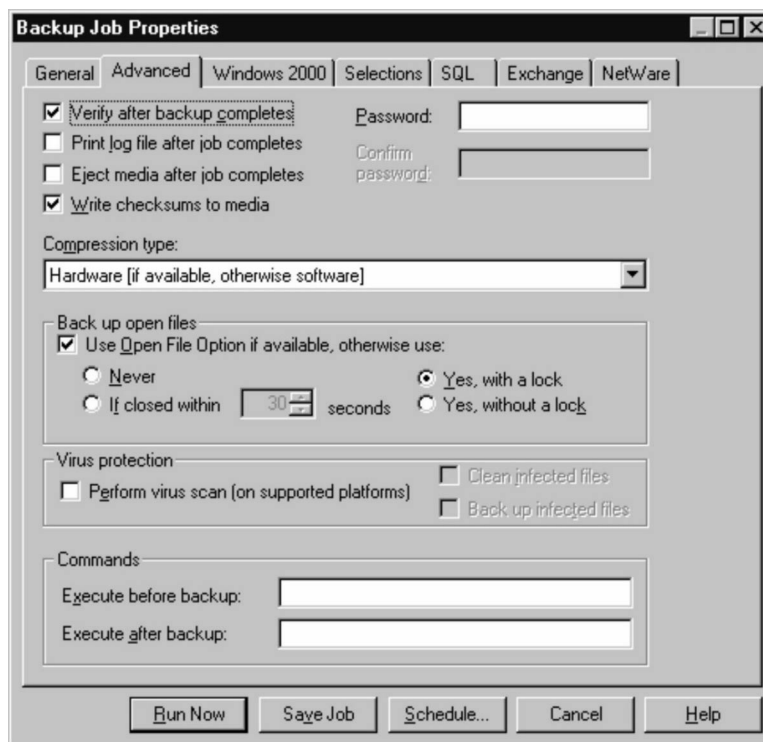 Backup Job Properties
General Advanced Windows 2000 Selections SQL Exchange NetWare
Verify after backup completes Password:
Print log file after job completes Confirm password:
Eject media after job completes
Write checksums to media
Compression type:
Hardware [if available, otherwise software]
Back up open files
Use Open File Option if available, otherwise use:
Never Yes, with a lock
If closed within 30 seconds Yes, without a lock
Virus protection
Clean infected files
Perform virus scan (on supported platforms)
Back up infected files
Commands
Execute before backup:
Execute after backup:
Run Now Save Job Schedule... Cancel Help